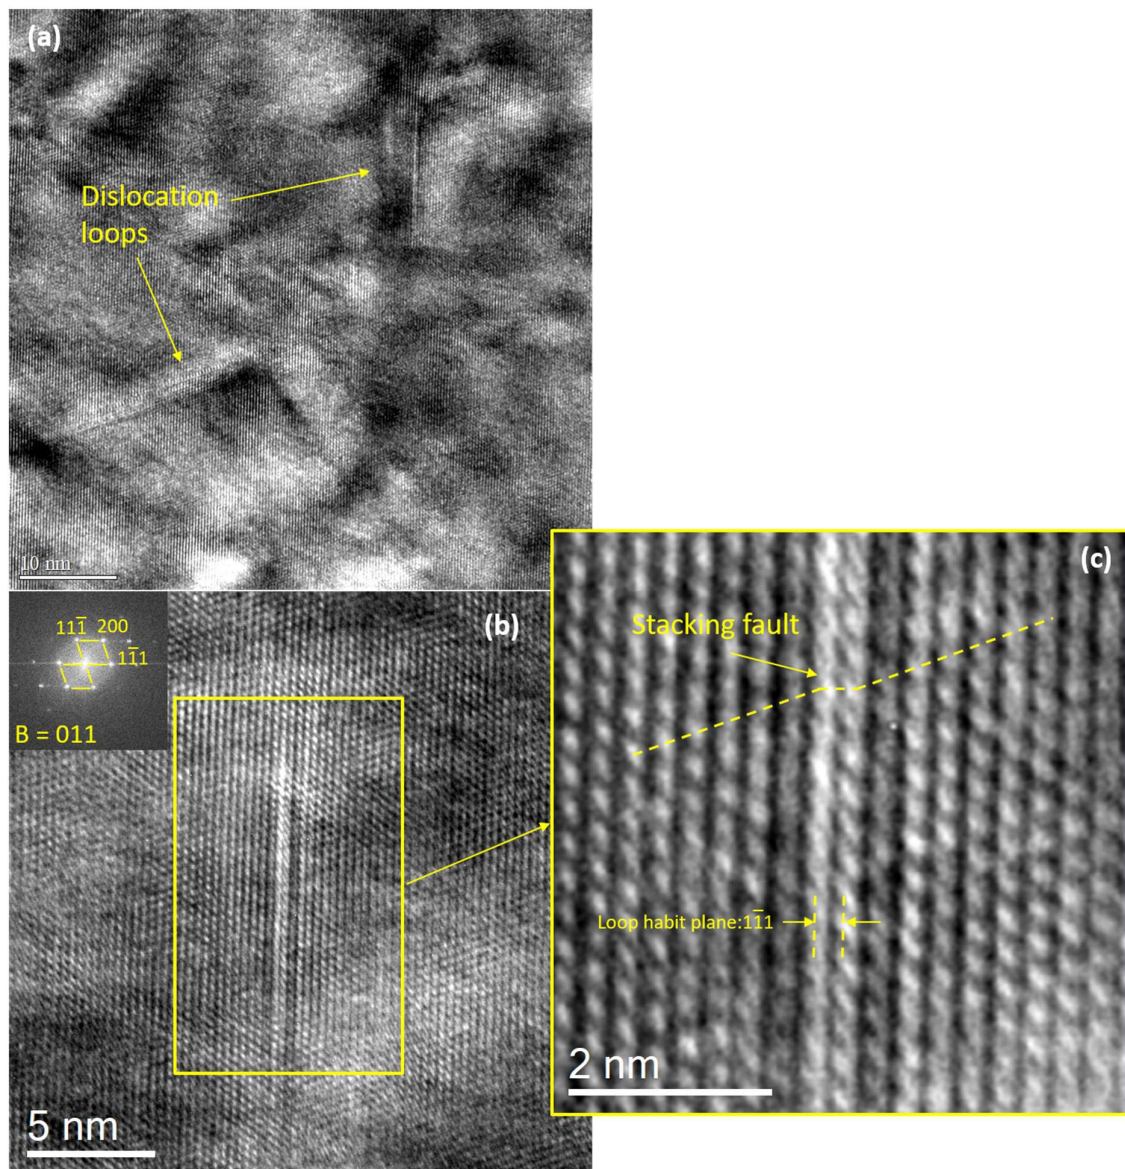 (a)
Dislocation
loops
10 nm
(b)
111̅ 200
11̅1
B = 011
5 nm
(c)
Stacking fault
Loop habit plane:11̅1
2 nm